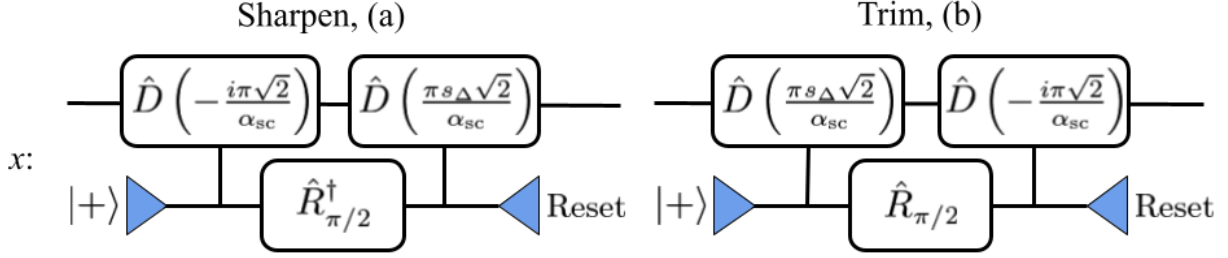 Sharpen, (a)
Trim, (b)
D̂ (−iπ√2/α_sc) D̂ (πs_Δ√2/α_sc)
D̂ (πs_Δ√2/α_sc) D̂ (−iπ√2/α_sc)
x:
|+⟩ R̂†_π/2 Reset
|+⟩ R̂_π/2 Reset